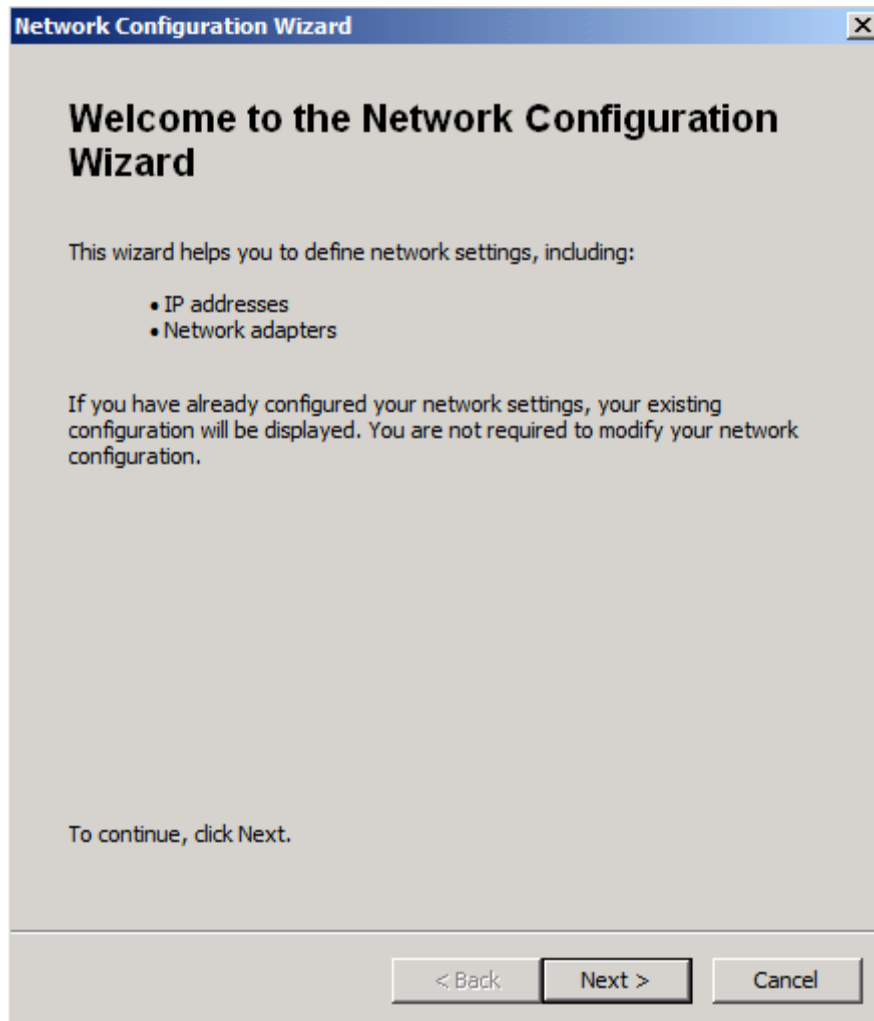 Network Configuration Wizard
Welcome to the Network Configuration
Wizard
This wizard helps you to define network settings, including:
• IP addresses
• Network adapters
If you have already configured your network settings, your existing
configuration will be displayed. You are not required to modify your network
configuration.
To continue, click Next.
< Back Next > Cancel